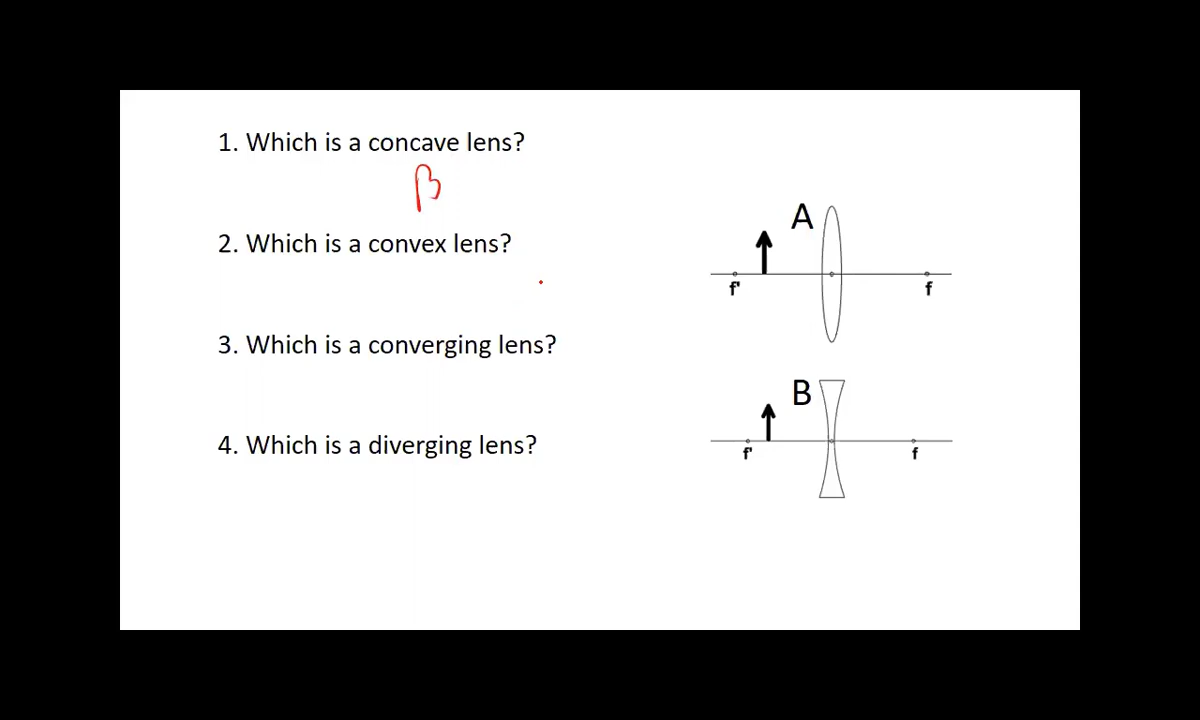 1. Which is a concave lens?
B
2. Which is a convex lens?
3. Which is a converging lens?
4. Which is a diverging lens?
A
f' f
B
f' f